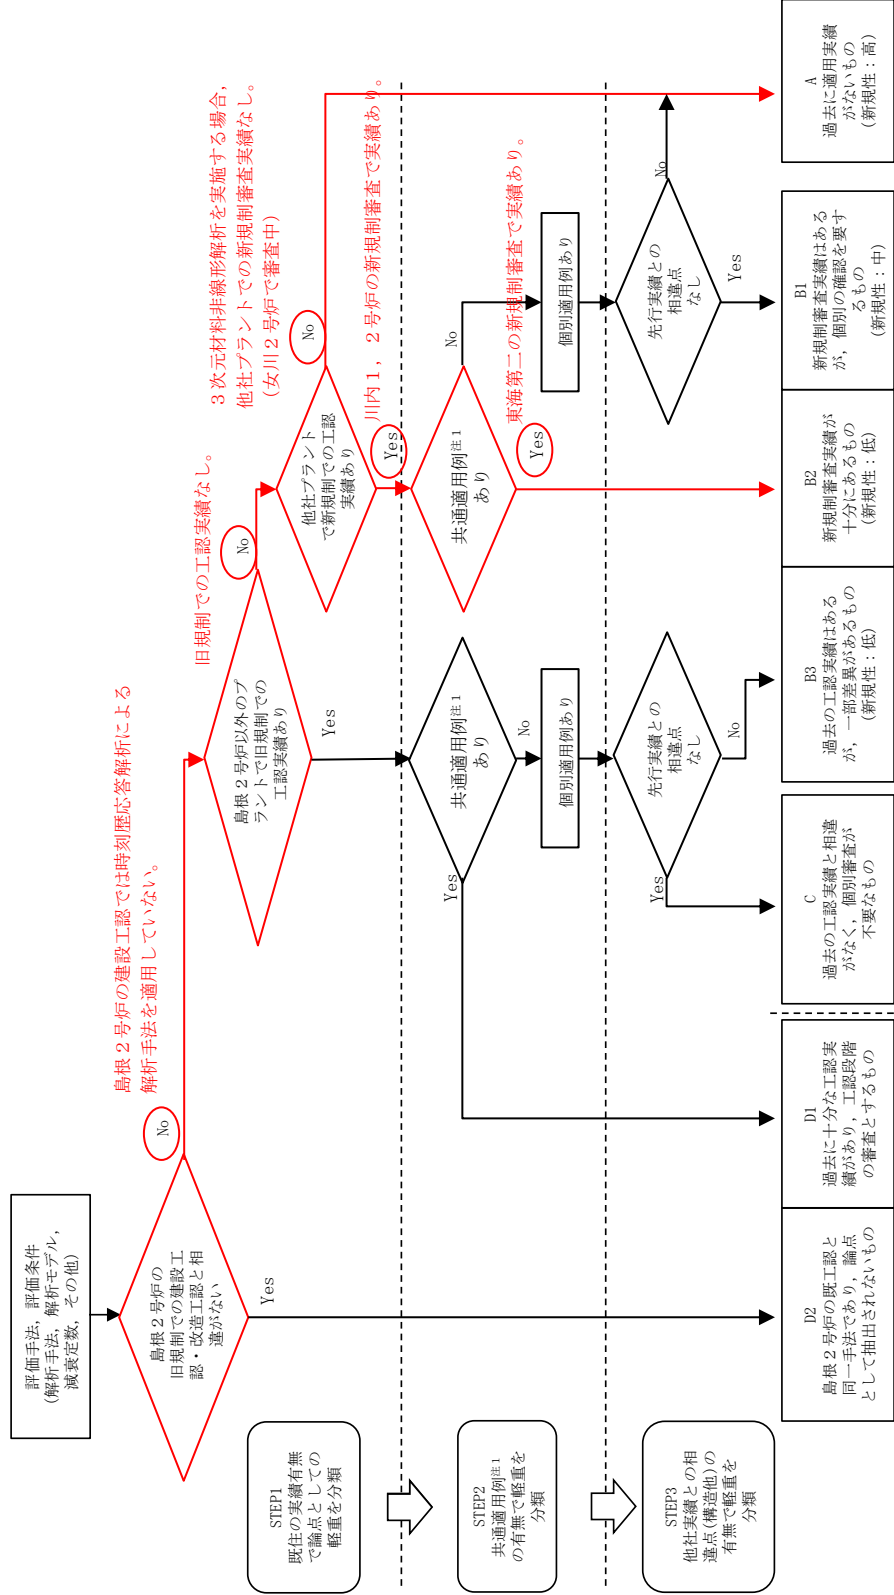 評価手法，評価条件
(解析手法，解析モデル，
減衰定数，その他)
島根２号炉の
旧規制での建設工
認・改造工認と相
違がない
No
Yes
島根２号炉の建設工認では時刻歴応答解析による
解析手法を適用していない。
島根２号炉以外のプ
ラントで旧規制での
工認実績あり
No
Yes
旧規制での工認実績なし。
他社プラント
で新規制での工認
実績あり
No
Yes
３次元材料非線形解析を実施する場合，
他社プラントでの新規制審査実績なし。
(女川２号炉で審査中)
川内１，２号炉の新規制審査で実績あり。
STEP1
既往の実績有無
で論点としての
軽重を分類
STEP2
共通適用例注１
の有無で軽重を
分類
STEP3
他社実績との相
違点(構造他)の
有無で軽重を
分類
共通適用例注１
あり
Yes
No
個別適用例あり
先行実績との
相違点
なし
Yes
No
共通適用例注１
あり
Yes
No
東海第二の新規制審査で実績あり。
個別適用例あり
先行実績との
相違点
なし
No
Yes
D2
島根２号炉の既工認と
同一手法であり，論点
として抽出されないもの
D1
過去に十分な工認実
績があり，工認段階
の審査とするもの
C
過去の工認実績と相違
がなく，個別審査が
不要なもの
B3
過去の工認実績はある
が，一部差異があるもの
(新規性：低)
B2
新規制審査実績が
十分にあるもの
(新規性：低)
B1
新規制審査実績はある
が，個別の確認を要す
るもの
(新規性：中)
A
過去に適用実績
がないもの
(新規性：高)